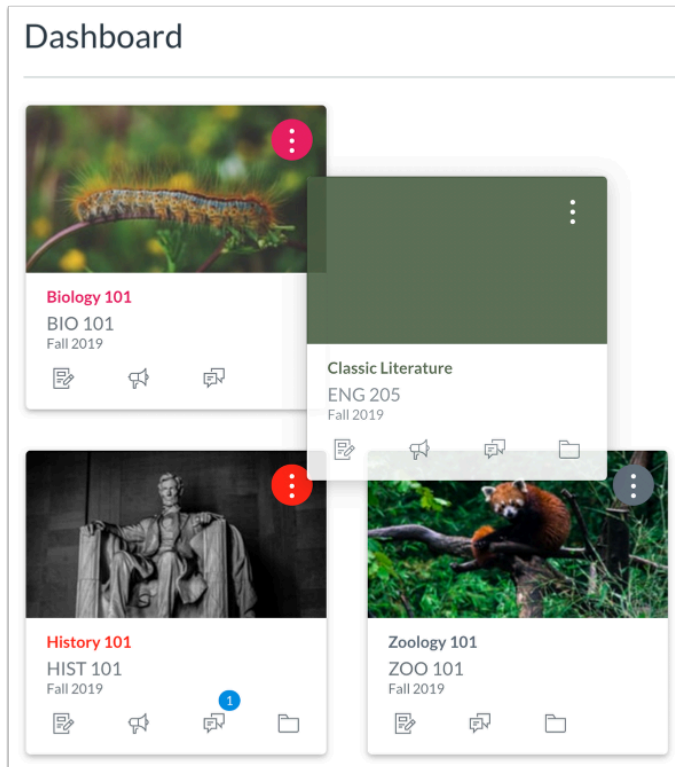 Dashboard
Biology 101
BIO 101
Fall 2019
Classic Literature
ENG 205
Fall 2019
History 101
HIST 101
Fall 2019
1
Zoology 101
ZOO 101
Fall 2019